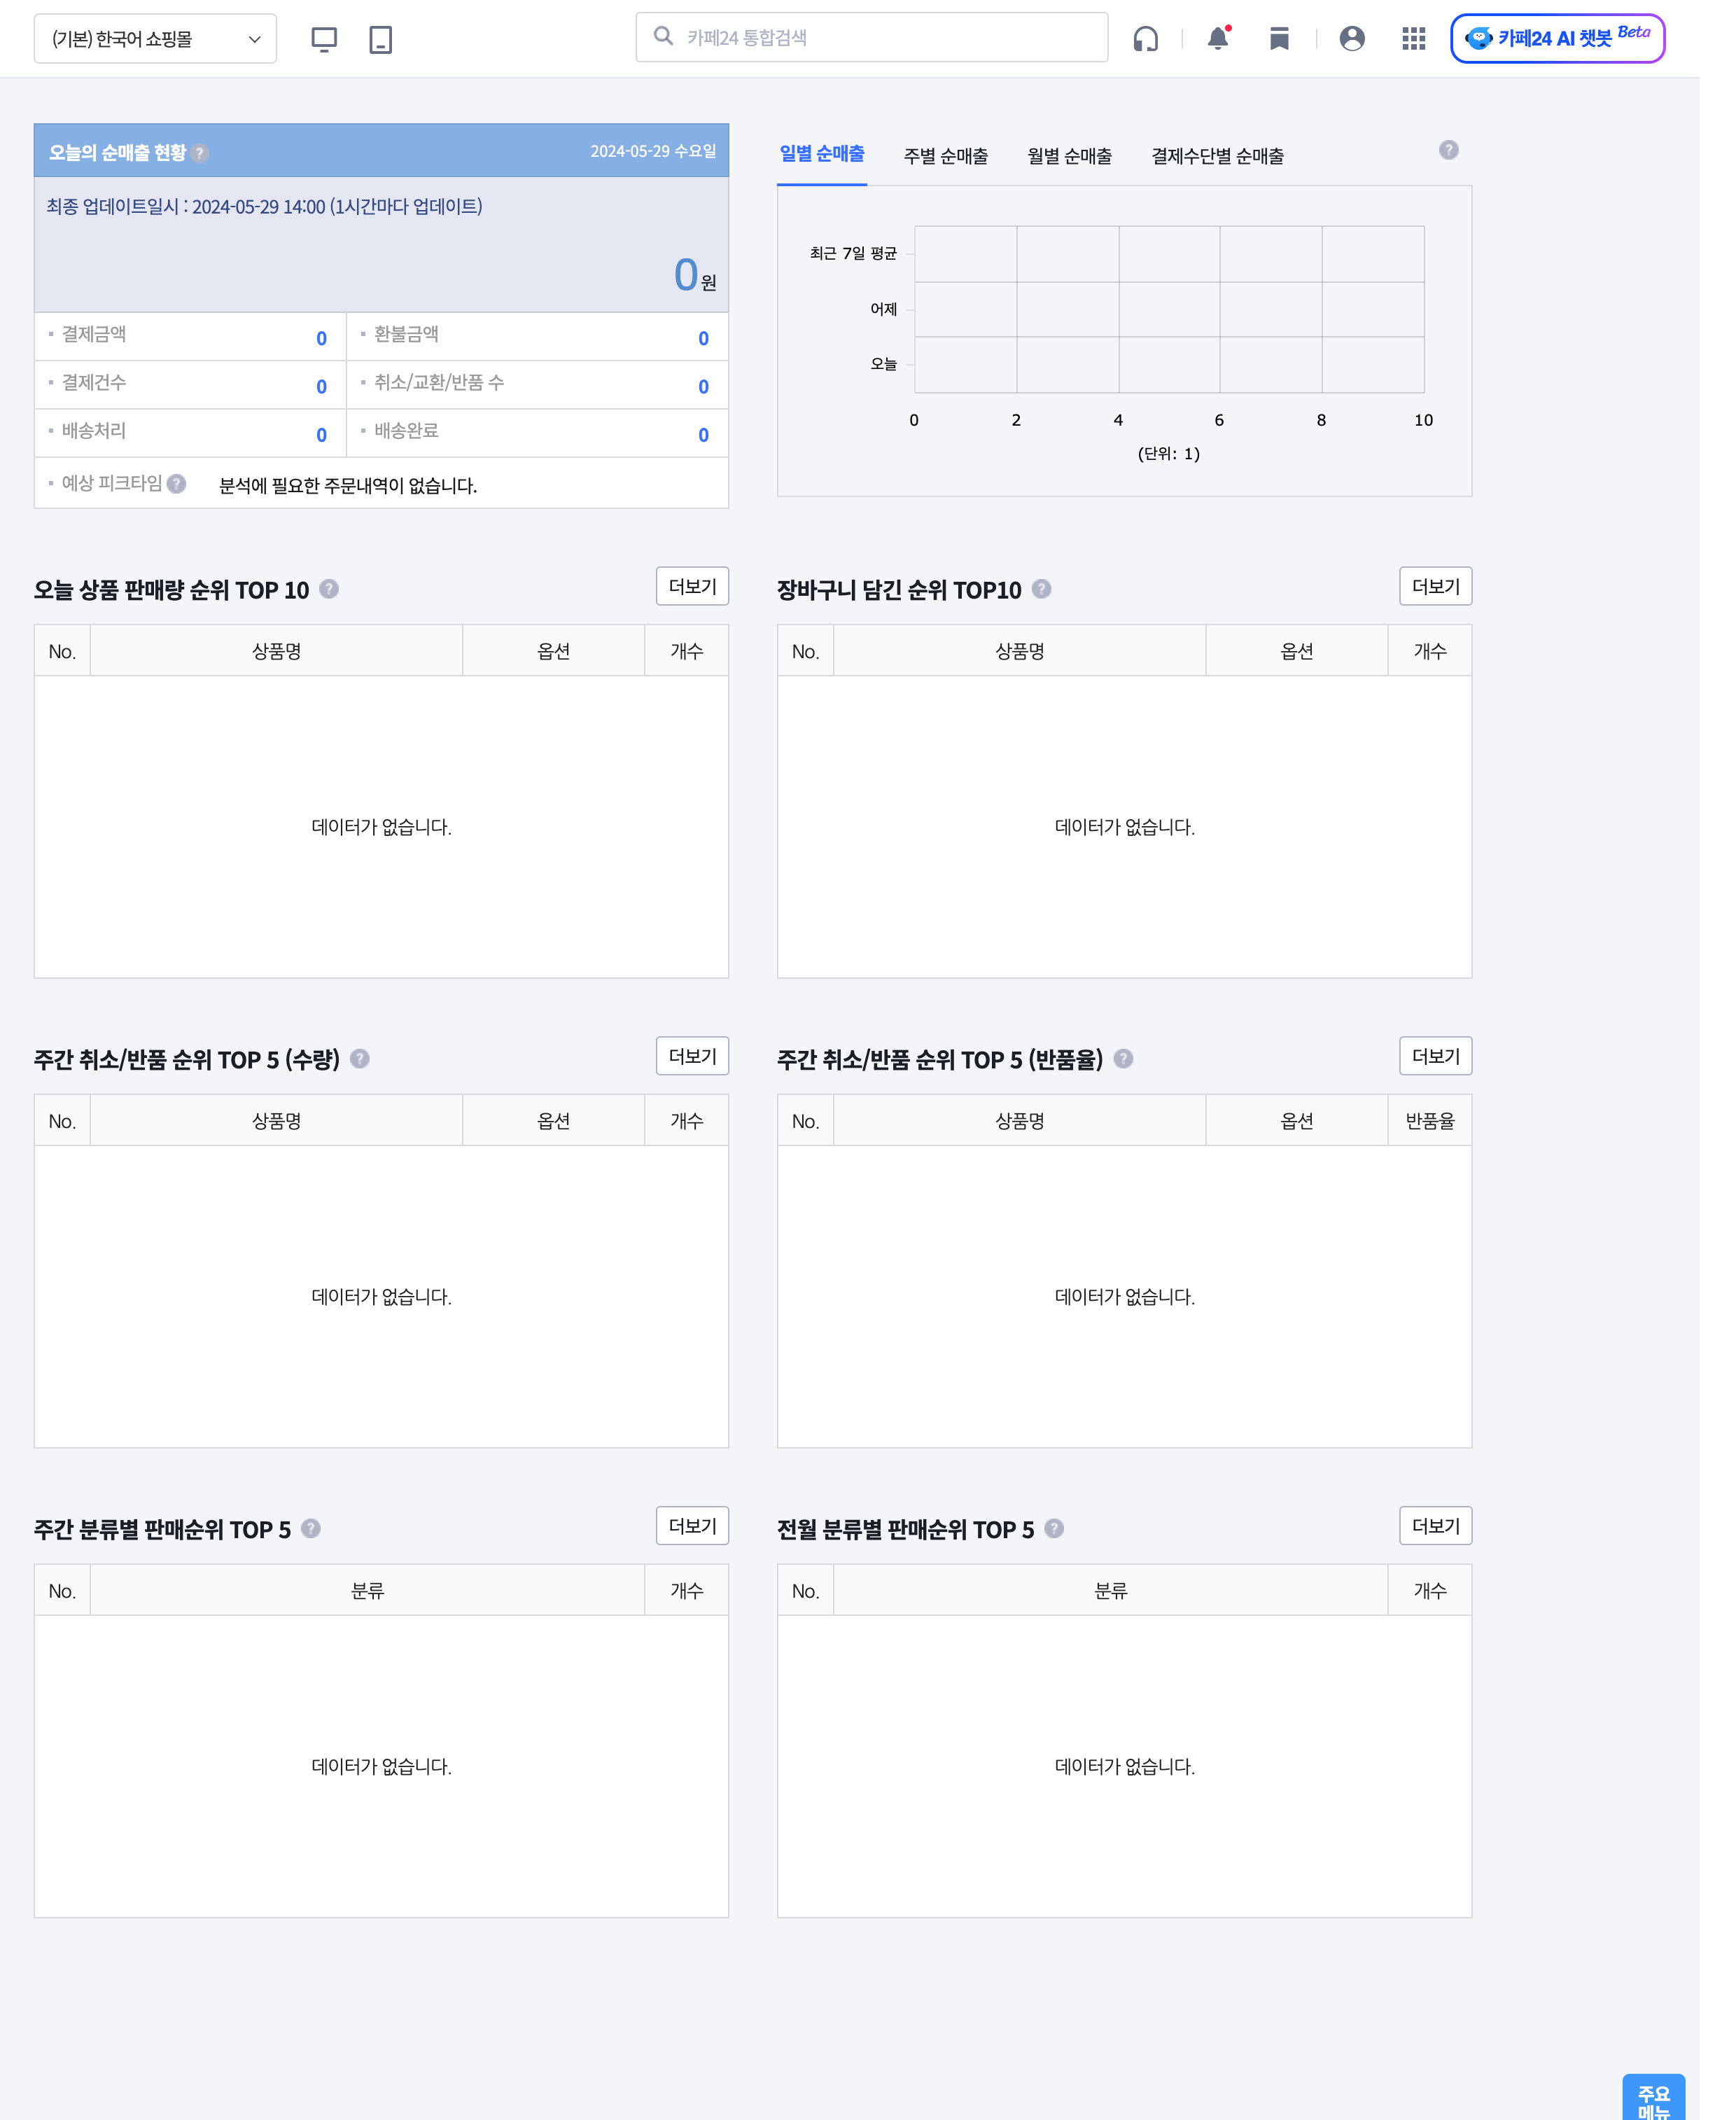 (기본) 한국어 쇼핑몰
카페24 통합검색
카페24 AI 챗봇 Beta
오늘의 순매출 현황 ?
2024-05-29 수요일
최종 업데이트일시 : 2024-05-29 14:00 (1시간마다 업데이트)
0원
결제금액 0
환불금액 0
결제건수 0
취소/교환/반품 수 0
배송처리 0
배송완료 0
예상 피크타임 ? 분석에 필요한 주문내역이 없습니다.
일별 순매출 주별 순매출 월별 순매출 결제수단별 순매출 ?
최근 7일 평균
어제
오늘
0 2 4 6 8 10
(단위: 1)
오늘 상품 판매량 순위 TOP 10 ? 더보기
No. 상품명 옵션 개수
데이터가 없습니다.
장바구니 담긴 순위 TOP10 ? 더보기
No. 상품명 옵션 개수
데이터가 없습니다.
주간 취소/반품 순위 TOP 5 (수량) ? 더보기
No. 상품명 옵션 개수
데이터가 없습니다.
주간 취소/반품 순위 TOP 5 (반품율) ? 더보기
No. 상품명 옵션 반품율
데이터가 없습니다.
주간 분류별 판매순위 TOP 5 ? 더보기
No. 분류 개수
데이터가 없습니다.
전월 분류별 판매순위 TOP 5 ? 더보기
No. 분류 개수
데이터가 없습니다.
주요
메뉴